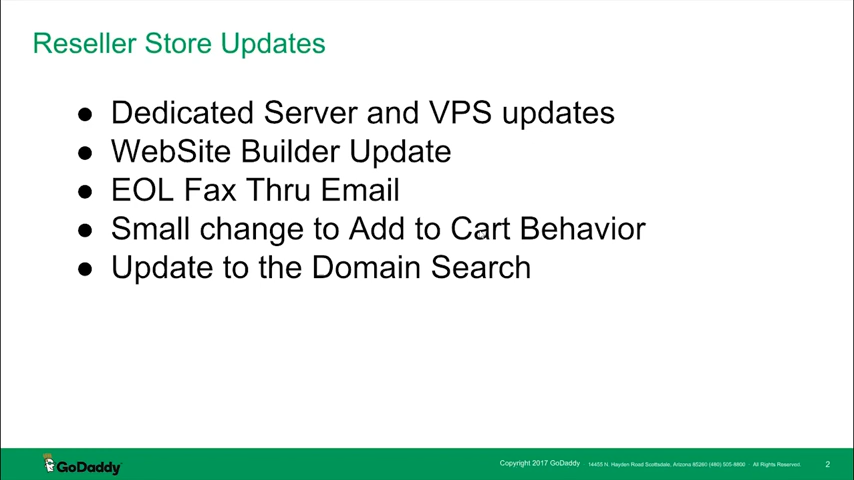 Reseller Store Updates
● Dedicated Server and VPS updates
● WebSite Builder Update
● EOL Fax Thru Email
● Small change to Add to Cart Behavior
● Update to the Domain Search
GoDaddy
Copyright 2017 GoDaddy · 14455 N. Hayden Road Scottsdale, Arizona 85260 (480) 505-8800 · All Rights Reserved.
2